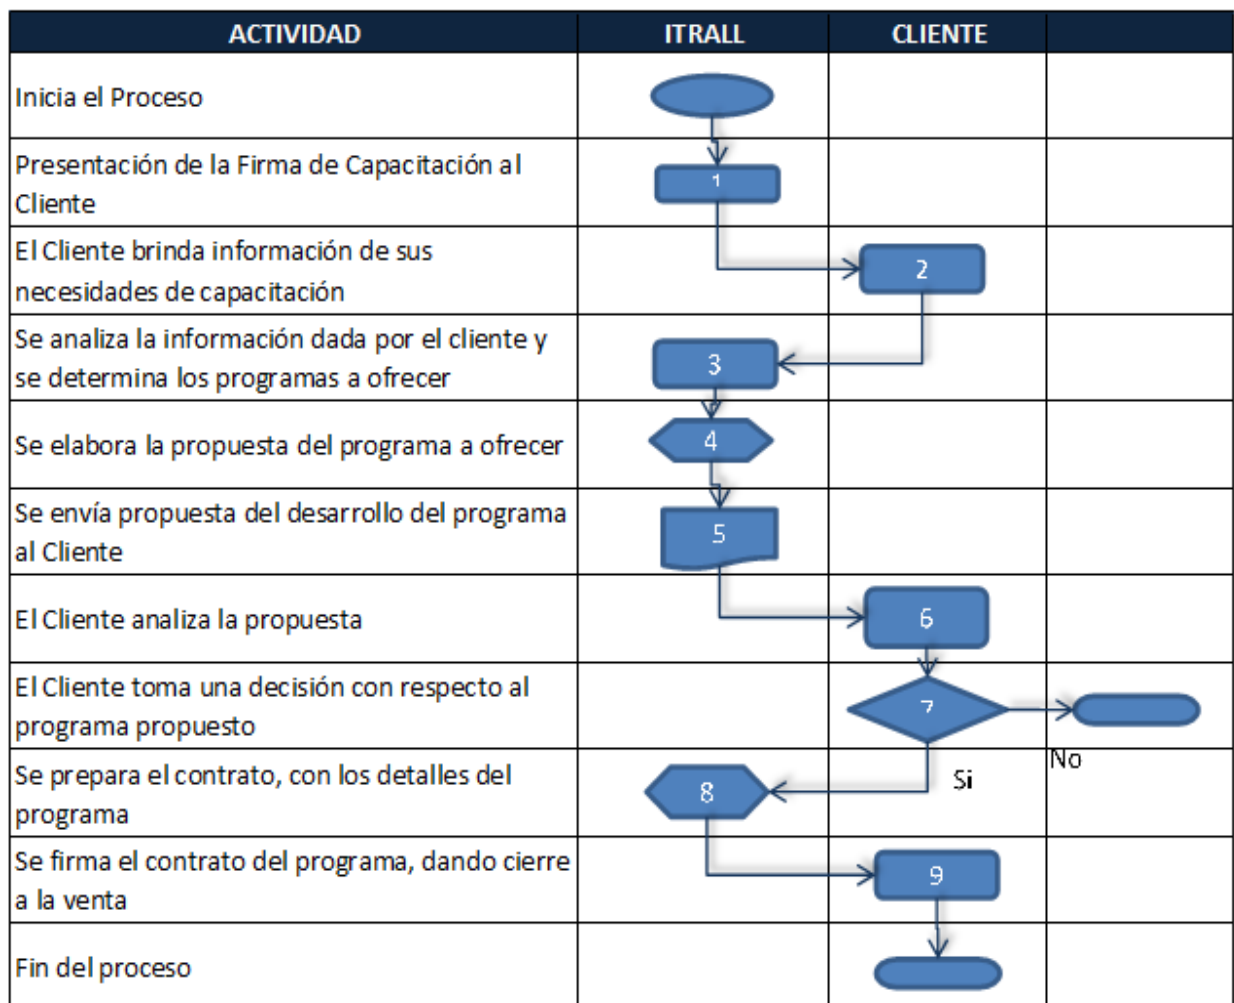 ACTIVIDAD ITRALL CLIENTE
Inicia el Proceso
Presentación de la Firma de Capacitación al
Cliente
1
El Cliente brinda información de sus
necesidades de capacitación
2
Se analiza la información dada por el cliente y
se determina los programas a ofrecer
3
Se elabora la propuesta del programa a ofrecer
4
Se envía propuesta del desarrollo del programa
al Cliente
5
El Cliente analiza la propuesta
6
El Cliente toma una decisión con respecto al
programa propuesto
7
No
Se prepara el contrato, con los detalles del
programa
8
Si
Se firma el contrato del programa, dando cierre
a la venta
9
Fin del proceso